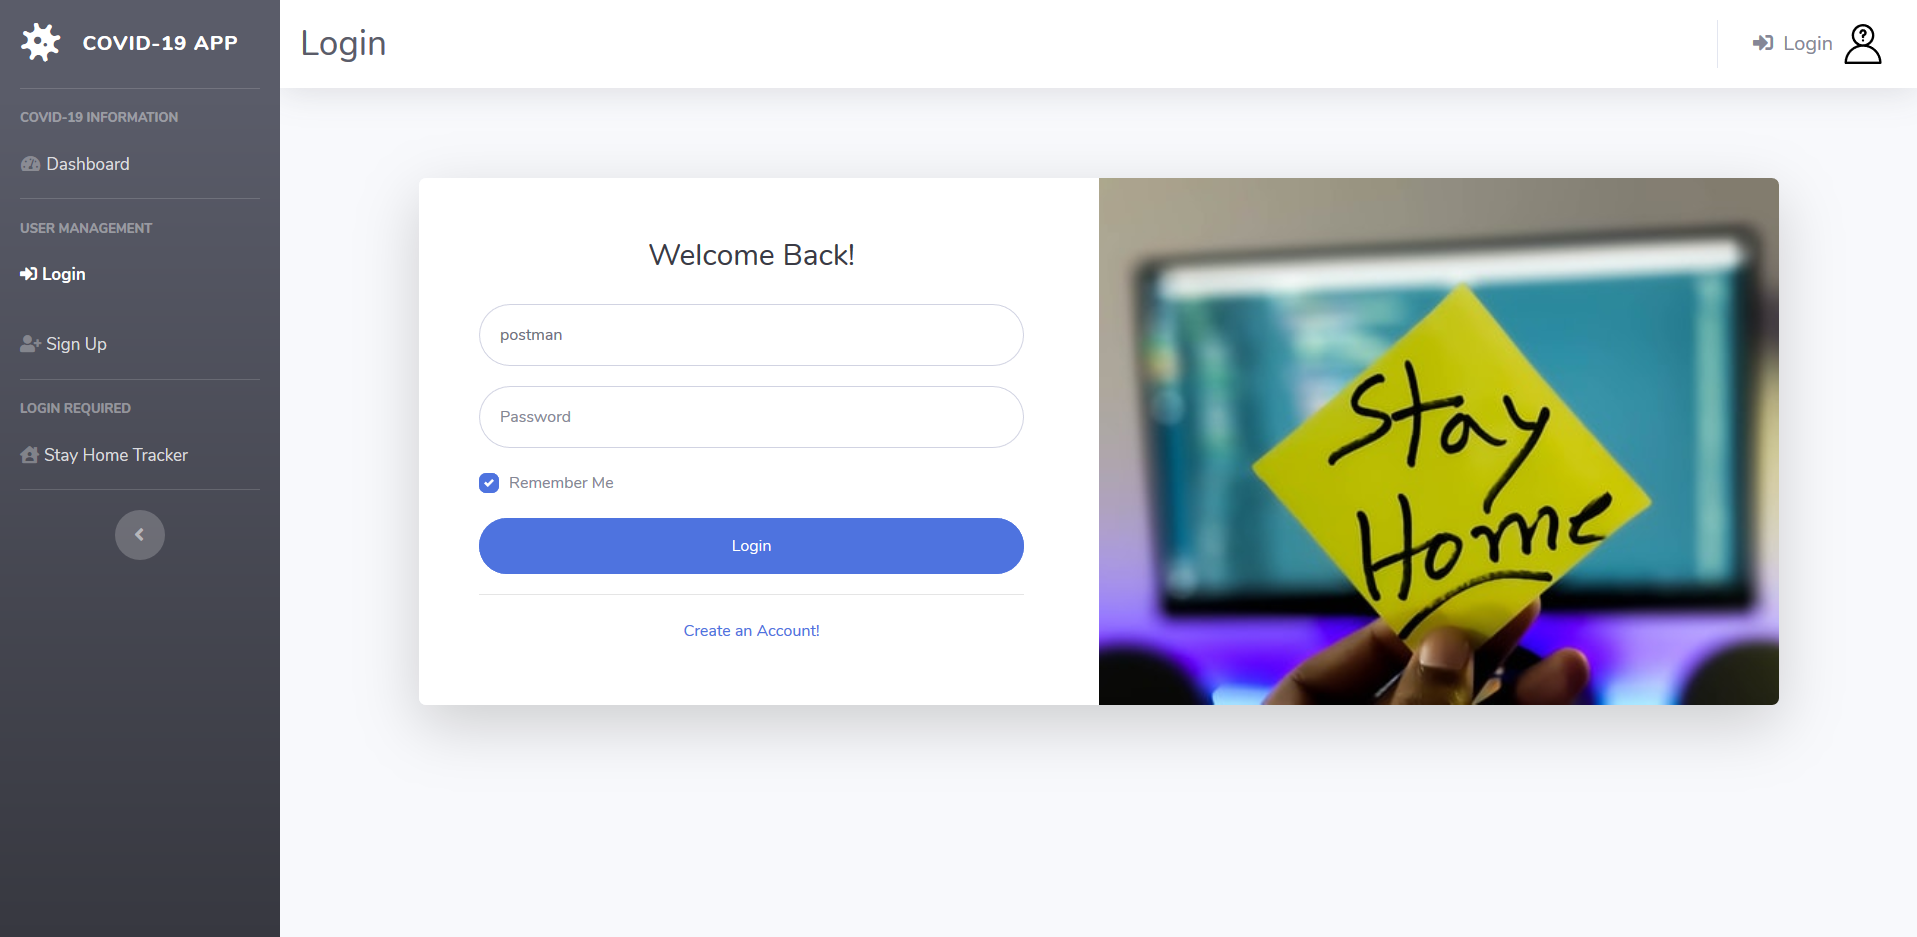 COVID-19 APP
COVID-19 INFORMATION
Dashboard
USER MANAGEMENT
Login
Sign Up
LOGIN REQUIRED
Stay Home Tracker
Login
Login
?
Welcome Back!
postman
Password
Remember Me
Login
Create an Account!
Stay
Home